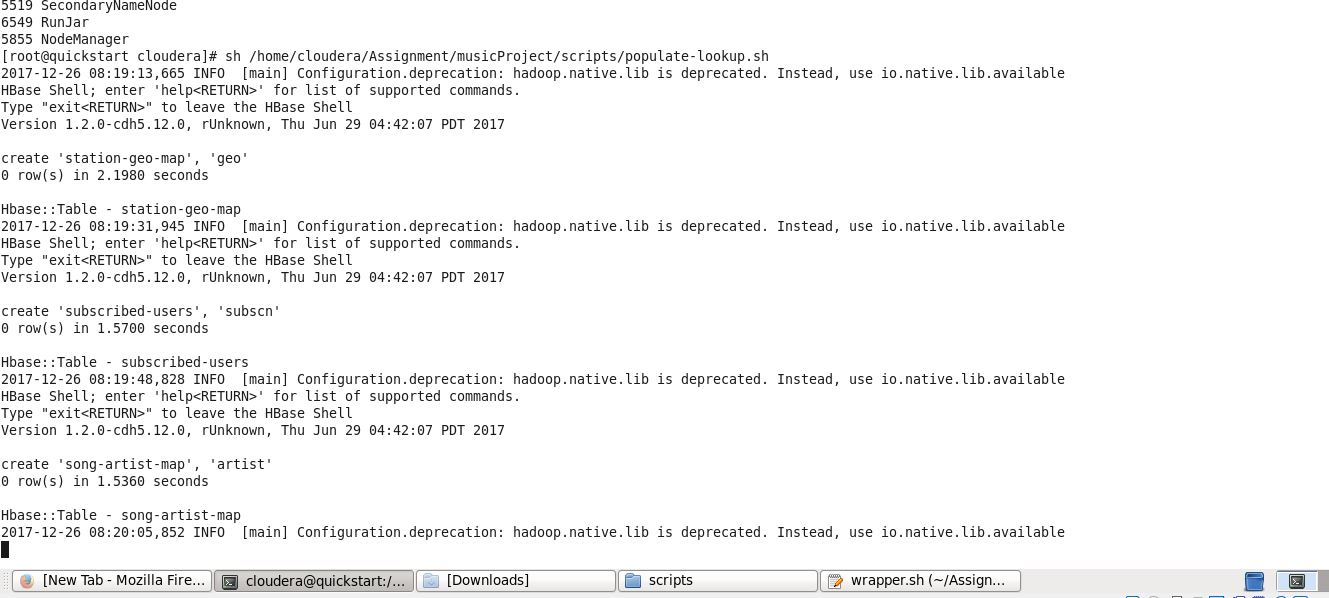 5519 SecondaryNameNode
6549 RunJar
5855 NodeManager
[root@quickstart cloudera]# sh /home/cloudera/Assignment/musicProject/scripts/populate-lookup.sh
2017-12-26 08:19:13,665 INFO  [main] Configuration.deprecation: hadoop.native.lib is deprecated. Instead, use io.native.lib.available
HBase Shell; enter 'help<RETURN>' for list of supported commands.
Type "exit<RETURN>" to leave the HBase Shell
Version 1.2.0-cdh5.12.0, rUnknown, Thu Jun 29 04:42:07 PDT 2017
create 'station-geo-map', 'geo'
0 row(s) in 2.1980 seconds
Hbase::Table - station-geo-map
2017-12-26 08:19:31,945 INFO  [main] Configuration.deprecation: hadoop.native.lib is deprecated. Instead, use io.native.lib.available
HBase Shell; enter 'help<RETURN>' for list of supported commands.
Type "exit<RETURN>" to leave the HBase Shell
Version 1.2.0-cdh5.12.0, rUnknown, Thu Jun 29 04:42:07 PDT 2017
create 'subscribed-users', 'subscn'
0 row(s) in 1.5700 seconds
Hbase::Table - subscribed-users
2017-12-26 08:19:48,828 INFO  [main] Configuration.deprecation: hadoop.native.lib is deprecated. Instead, use io.native.lib.available
HBase Shell; enter 'help<RETURN>' for list of supported commands.
Type "exit<RETURN>" to leave the HBase Shell
Version 1.2.0-cdh5.12.0, rUnknown, Thu Jun 29 04:42:07 PDT 2017
create 'song-artist-map', 'artist'
0 row(s) in 1.5360 seconds
Hbase::Table - song-artist-map
2017-12-26 08:20:05,852 INFO  [main] Configuration.deprecation: hadoop.native.lib is deprecated. Instead, use io.native.lib.available
[New Tab - Mozilla Fire... cloudera@quickstart:/... [Downloads] scripts wrapper.sh (~/Assign...